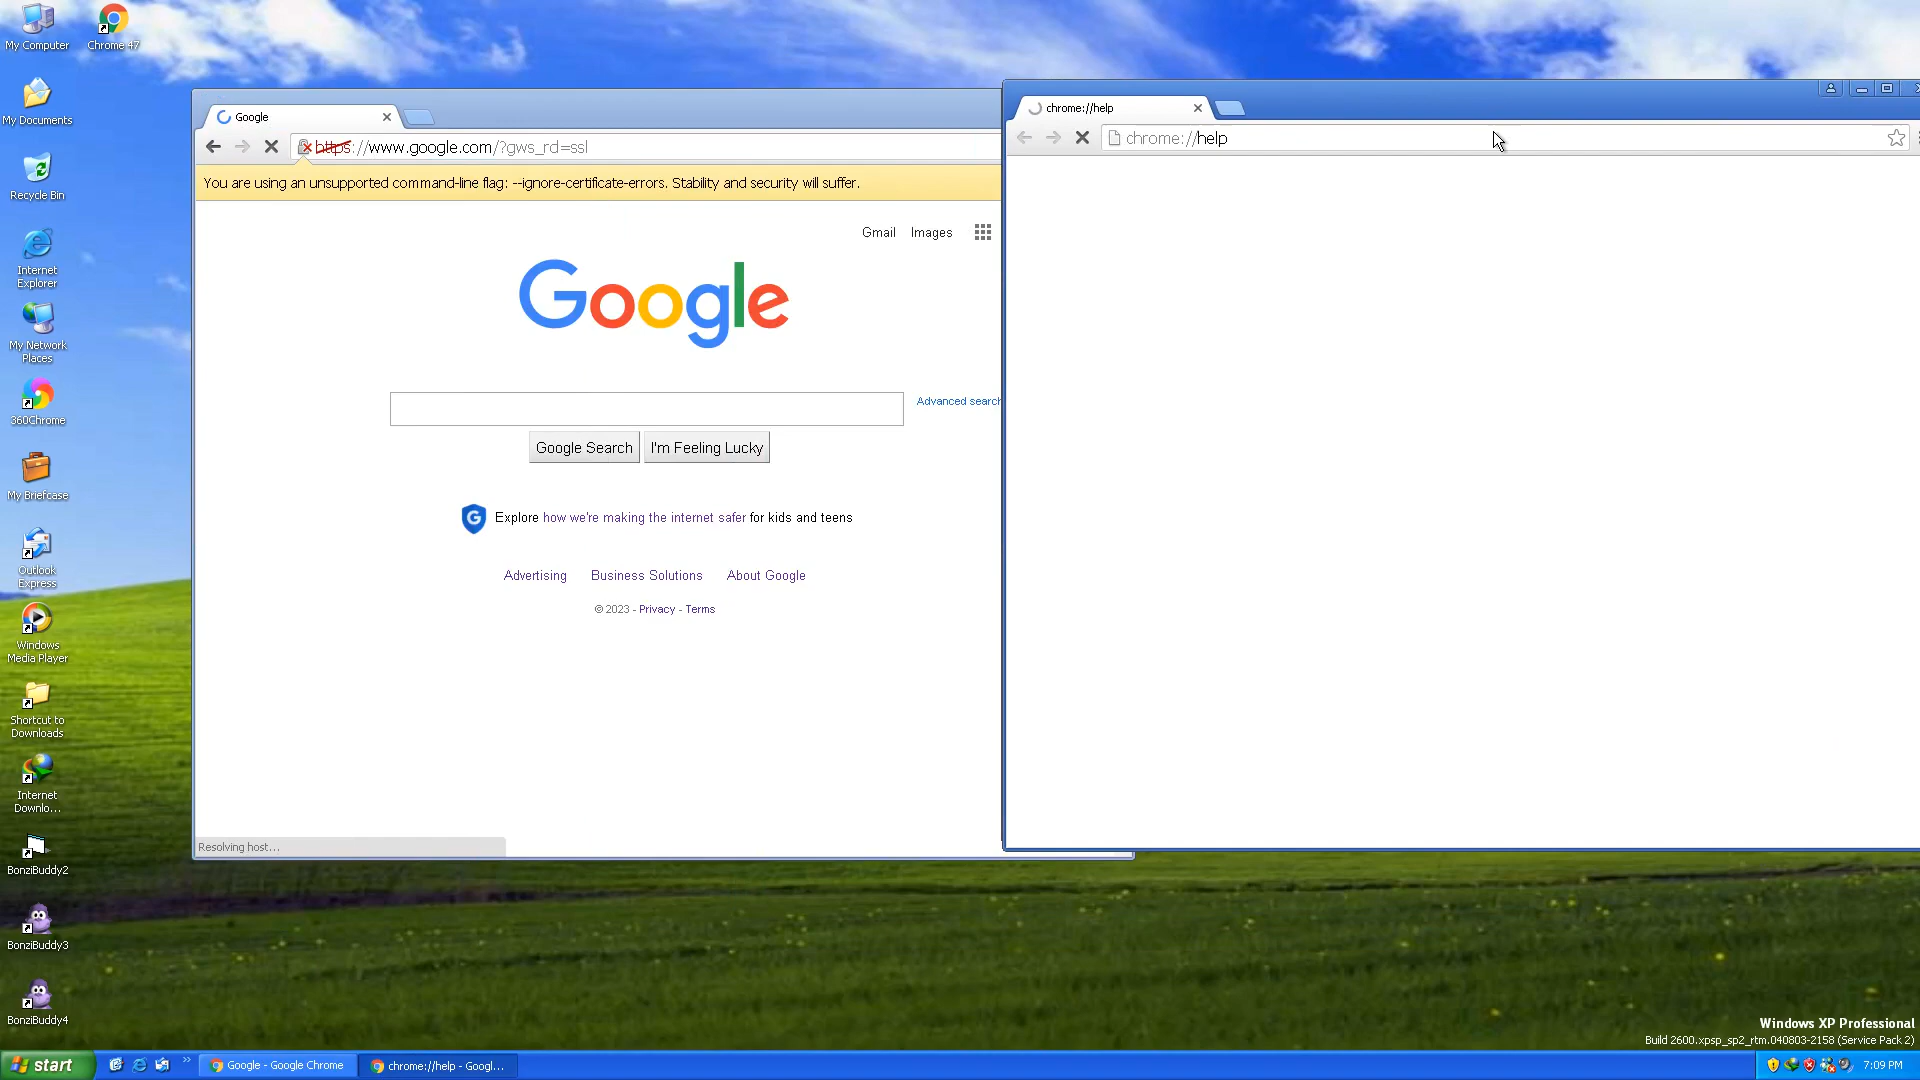 My Computer
Chrome 47
My Documents
Recycle Bin
Internet
Explorer
My Network
Places
360Chrome
My Briefcase
Outlook
Express
Windows
Media Player
Shortcut to
Downloads
Internet
Downlo...
BonziBuddy2
BonziBuddy3
BonziBuddy4
Google
https://www.google.com/?gws_rd=ssl
You are using an unsupported command-line flag: --ignore-certificate-errors. Stability and security will suffer.
Gmail Images
Google
Advanced search
Google Search I'm Feeling Lucky
G
Explore how we're making the internet safer for kids and teens
Advertising Business Solutions About Google
© 2023 - Privacy - Terms
Resolving host...
chrome://help
chrome://help
Windows XP Professional
Build 2600.xpsp_sp2_rtm.040803-2158 (Service Pack 2)
start
Google - Google Chrome
chrome://help - Googl...
7:09 PM